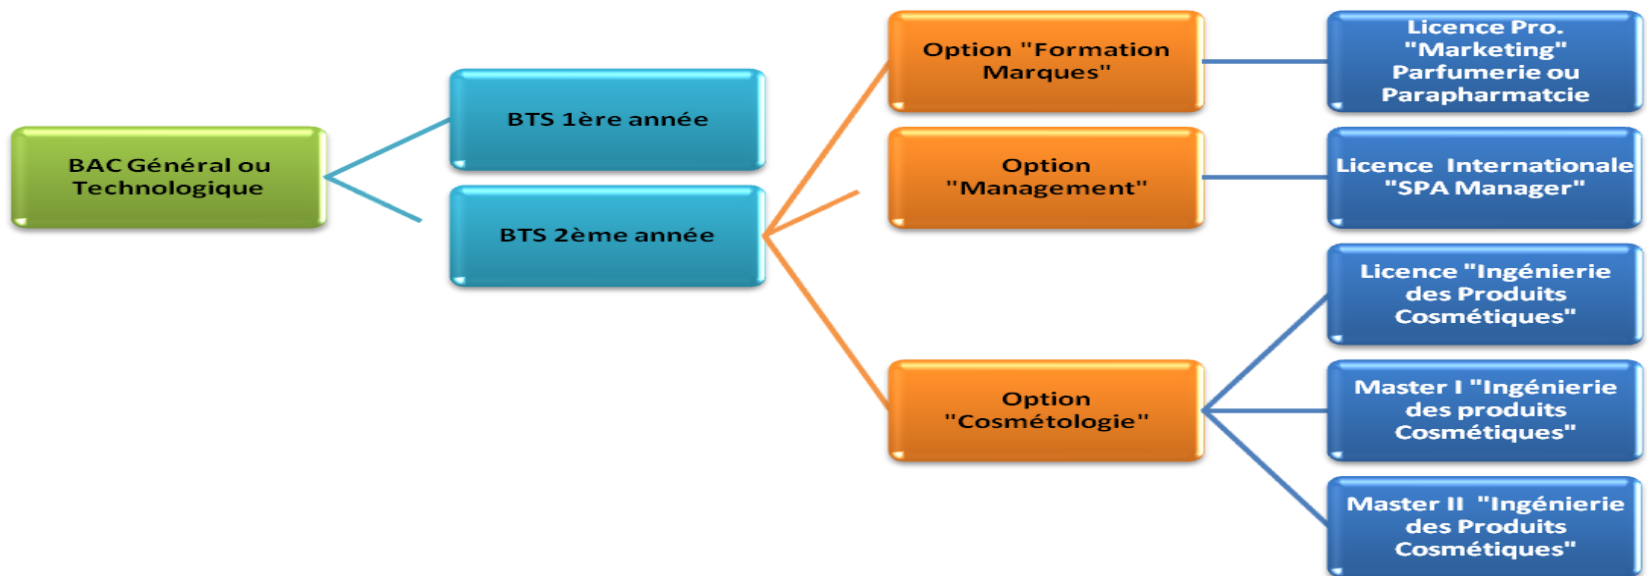 BAC Général ou
Technologique
BTS 1ère année
BTS 2ème année
Option "Formation
Marques"
Option
"Management"
Option
"Cosmétologie"
Licence Pro.
"Marketing"
Parfumerie ou
Parapharmatcie
Licence Internationale
"SPA Manager"
Licence "Ingénierie
des Produits
Cosmétiques"
Master I "Ingénierie
des produits
Cosmétiques"
Master II "Ingénierie
des Produits
Cosmétiques"